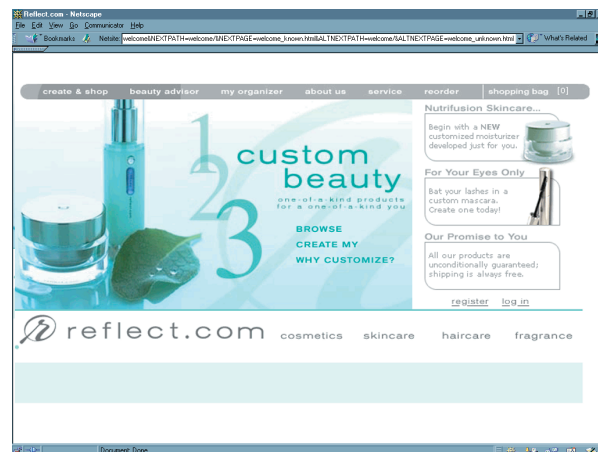 Reflect.com - Netscape
File Edit View Go Communicator Help
Bookmarks Netsite: welcome&NEXTPATH=welcome/&NEXTPAGE=welcome_known.html&ALTNEXTPATH=welcome/&ALTNEXTPAGE=welcome_unknown.html What's Related
create & shop beauty advisor my organizer about us service reorder shopping bag [0]
1
2
3
custom
beauty
one-of-a-kind products
for a one-of-a-kind you
BROWSE
CREATE MY
WHY CUSTOMIZE?
Nutrifusion Skincare...
Begin with a NEW
customized moisturizer
developed just for you.
For Your Eyes Only
Bat your lashes in a
custom mascara.
Create one today!
Our Promise to You
All our products are
unconditionally guaranteed;
shipping is always free.
register log in
r reflect.com cosmetics skincare haircare fragrance
Document: Done